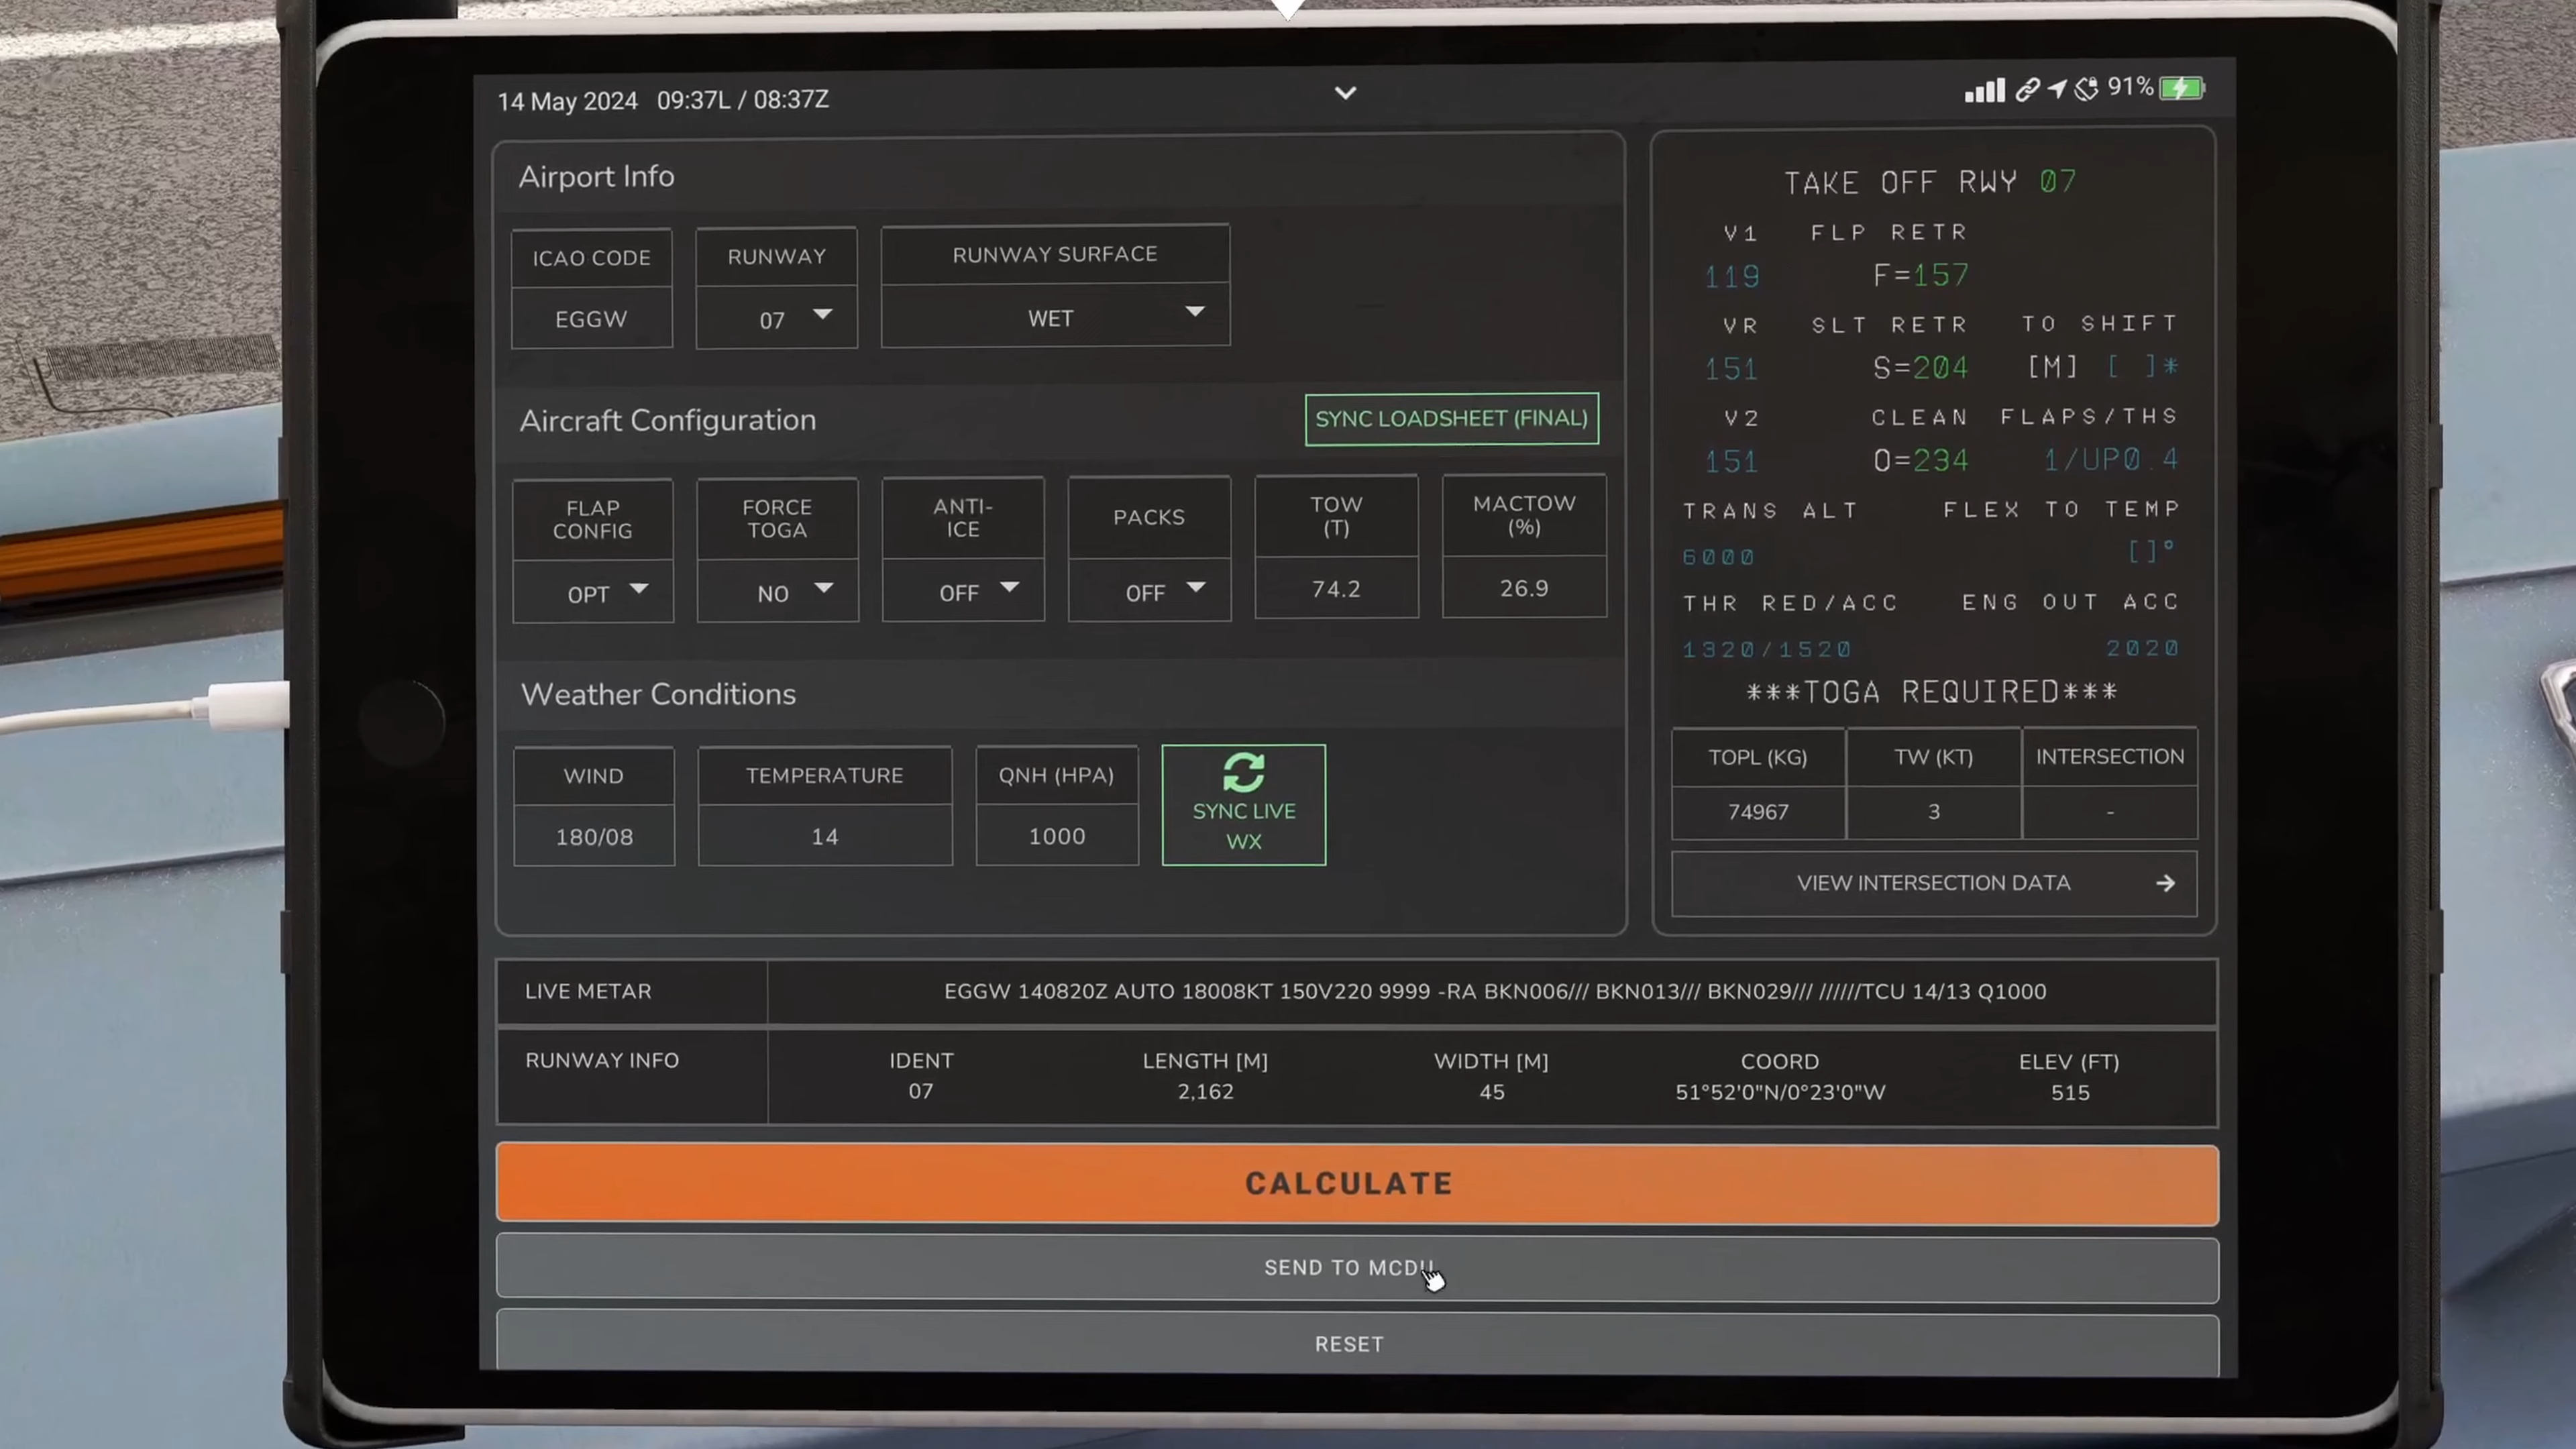 14 May 2024 09:37L / 08:37Z
91%
Airport Info
ICAO CODE
EGGW
RUNWAY
07
RUNWAY SURFACE
WET
Aircraft Configuration
SYNC LOADSHEET (FINAL)
FLAP
CONFIG
OPT
FORCE
TOGA
NO
ANTI-
ICE
OFF
PACKS
OFF
TOW
(T)
74.2
MACTOW
(%)
26.9
Weather Conditions
WIND
180/08
TEMPERATURE
14
QNH (HPA)
1000
SYNC LIVE
WX
TAKE OFF RWY 07
V1 FLP RETR
119 F=157
VR SLT RETR TO SHIFT
151 S=204 [M] [ ]*
V2 CLEAN FLAPS/THS
151 O=234 1/UP0.4
TRANS ALT FLEX TO TEMP
6000 []°
THR RED/ACC ENG OUT ACC
1320/1520 2020
***TOGA REQUIRED***
TOPL (KG) TW (KT) INTERSECTION
74967 3 -
VIEW INTERSECTION DATA →
LIVE METAR EGGW 140820Z AUTO 18008KT 150V220 9999 -RA BKN006/// BKN013/// BKN029/// //////TCU 14/13 Q1000
RUNWAY INFO IDENT LENGTH [M] WIDTH [M] COORD ELEV (FT)
07 2,162 45 51°52'0"N/0°23'0"W 515
CALCULATE
SEND TO MCDU
RESET